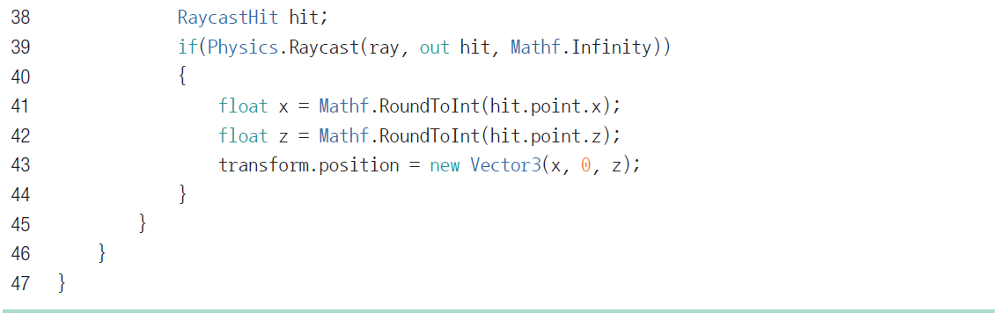 38            RaycastHit hit;
39            if(Physics.Raycast(ray, out hit, Mathf.Infinity))
40            {
41                float x = Mathf.RoundToInt(hit.point.x);
42                float z = Mathf.RoundToInt(hit.point.z);
43                transform.position = new Vector3(x, 0, z);
44            }
45        }
46    }
47 }